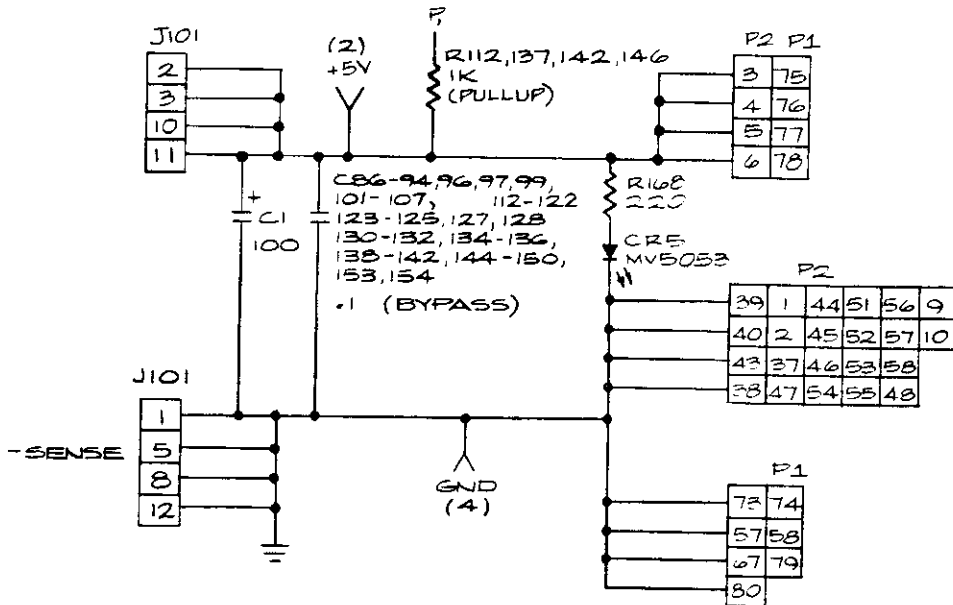 J101
2
3
10
11
(2)
+5V
P,
R112,137,142,146
1K
(PULLUP)
P2 P1
3 75
4 76
5 77
6 78
+
C1
100
C86-94,96,97,99,
101-107, 112-122
123-125,127,128
130-132,134-136,
138-142,144-150,
153,154
.1 (BYPASS)
R168
220
CR5
MV5053
P2
39 1 44 51 56 9
40 2 45 52 57 10
43 37 46 53 58
38 47 54 55 48
J101
1
-SENSE 5
8
12
GND
(4)
P1
73 74
57 58
67 79
80